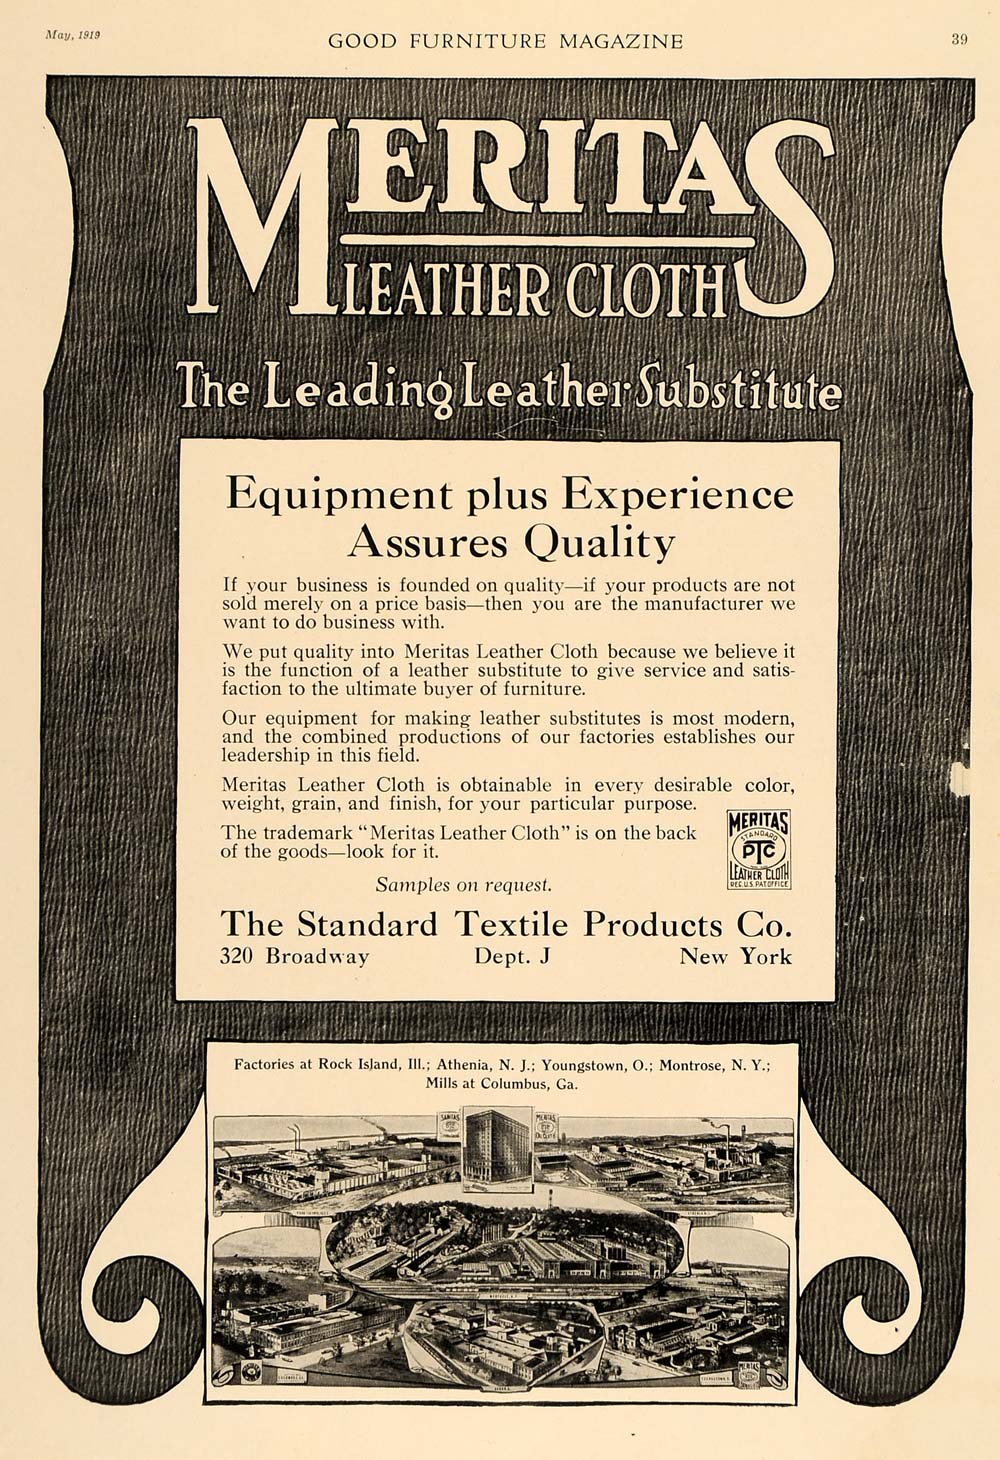 May, 1919
GOOD FURNITURE MAGAZINE
39
MERITAS
LEATHER CLOTH
The Leading Leather Substitute
Equipment plus Experience
Assures Quality
If your business is founded on quality—if your products are not
sold merely on a price basis—then you are the manufacturer we
want to do business with.
We put quality into Meritas Leather Cloth because we believe it
is the function of a leather substitute to give service and satis-
faction to the ultimate buyer of furniture.
Our equipment for making leather substitutes is most modern,
and the combined productions of our factories establishes our
leadership in this field.
Meritas Leather Cloth is obtainable in every desirable color,
weight, grain, and finish, for your particular purpose.
The trademark “Meritas Leather Cloth” is on the back
of the goods—look for it.
MERITAS
STANDARD
PTC
LEATHER CLOTH
REG. U.S. PAT. OFFICE
Samples on request.
The Standard Textile Products Co.
320 Broadway Dept. J New York
Factories at Rock Island, Ill.; Athenia, N. J.; Youngstown, O.; Montrose, N. Y.;
Mills at Columbus, Ga.
SANITAS
MERITAS
MERITAS